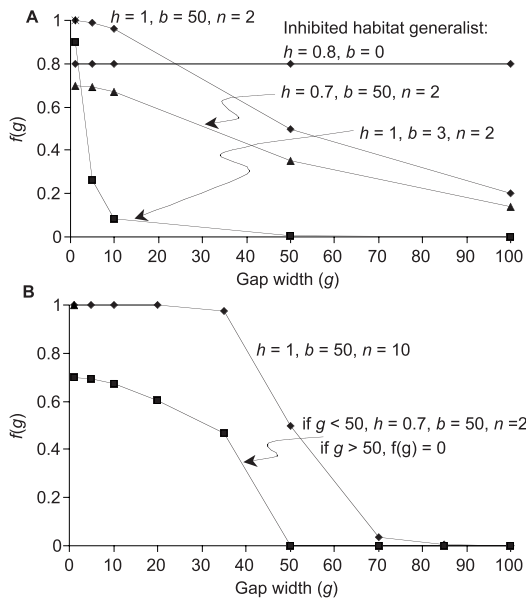 A
h = 1, b = 50, n = 2
Inhibited habitat generalist:
h = 0.8, b = 0
h = 0.7, b = 50, n = 2
h = 1, b = 3, n = 2
f(g)
1
0.8
0.6
0.4
0.2
0
0 10 20 30 40 50 60 70 80 90 100
Gap width (g)
B
h = 1, b = 50, n = 10
if g < 50, h = 0.7, b = 50, n =2
if g > 50, f(g) = 0
f(g)
1
0.8
0.6
0.4
0.2
0
0 10 20 30 40 50 60 70 80 90 100
Gap width (g)